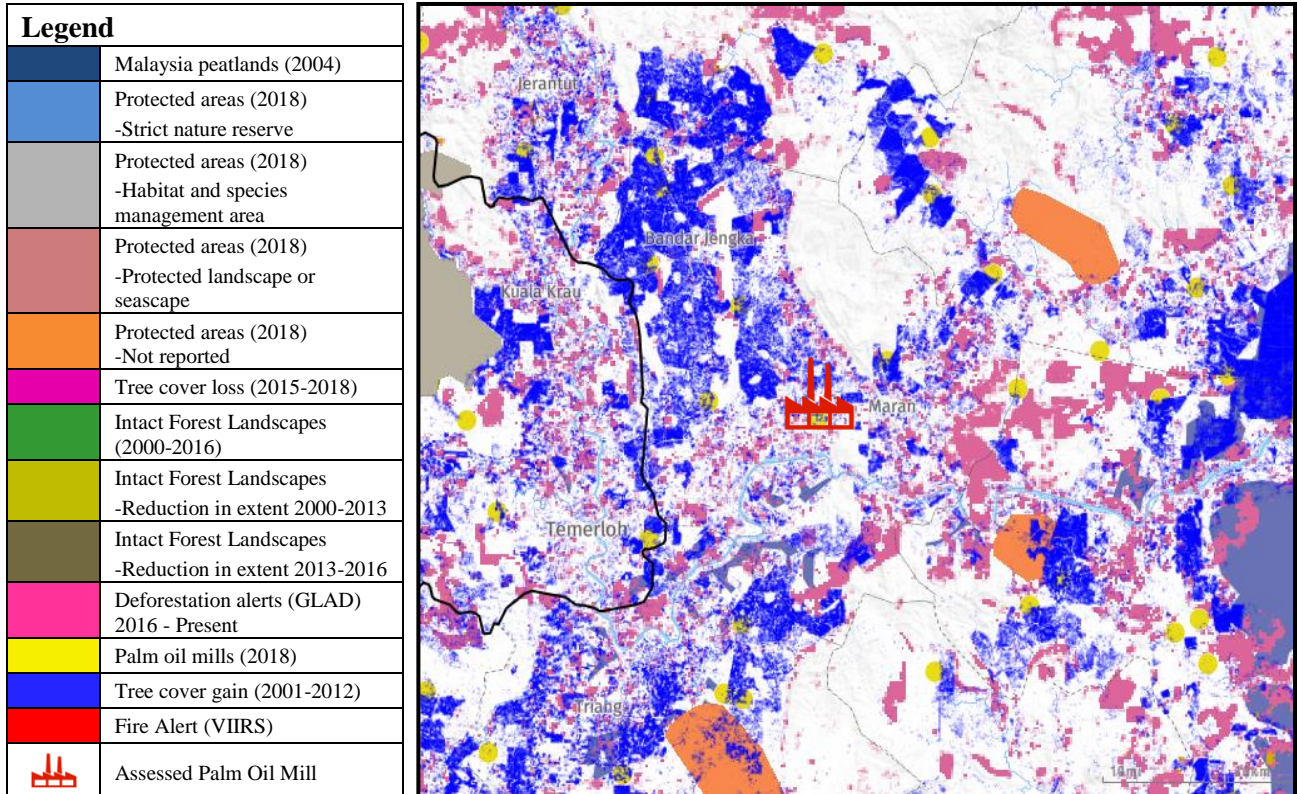 Legend
Malaysia peatlands (2004)
Protected areas (2018)
-Strict nature reserve
Protected areas (2018)
-Habitat and species
management area
Protected areas (2018)
-Protected landscape or
seascape
Protected areas (2018)
-Not reported
Tree cover loss (2015-2018)
Intact Forest Landscapes
(2000-2016)
Intact Forest Landscapes
-Reduction in extent 2000-2013
Intact Forest Landscapes
-Reduction in extent 2013-2016
Deforestation alerts (GLAD)
2016 - Present
Palm oil mills (2018)
Tree cover gain (2001-2012)
Fire Alert (VIIRS)
Assessed Palm Oil Mill
Jerantut
Bandar Jengka
Kuala Krau
Maran
Temerloh
Triang